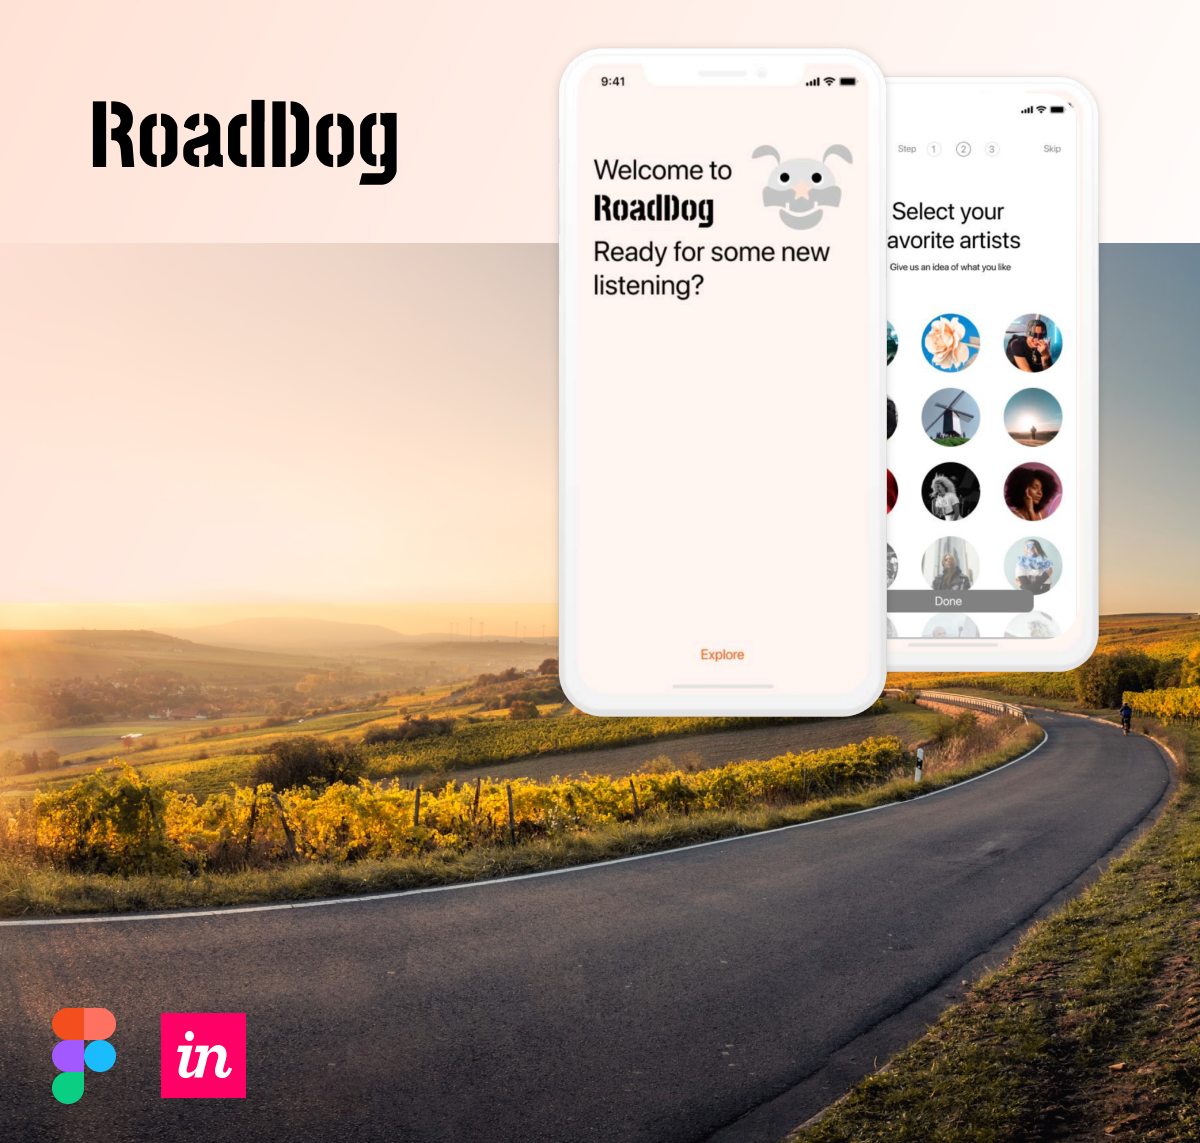 RoadDog
9:41
Welcome to
RoadDog
Ready for some new
listening?
Explore
Step 1 2 3 Skip
Select your
avorite artists
Give us an idea of what you like
Done
in